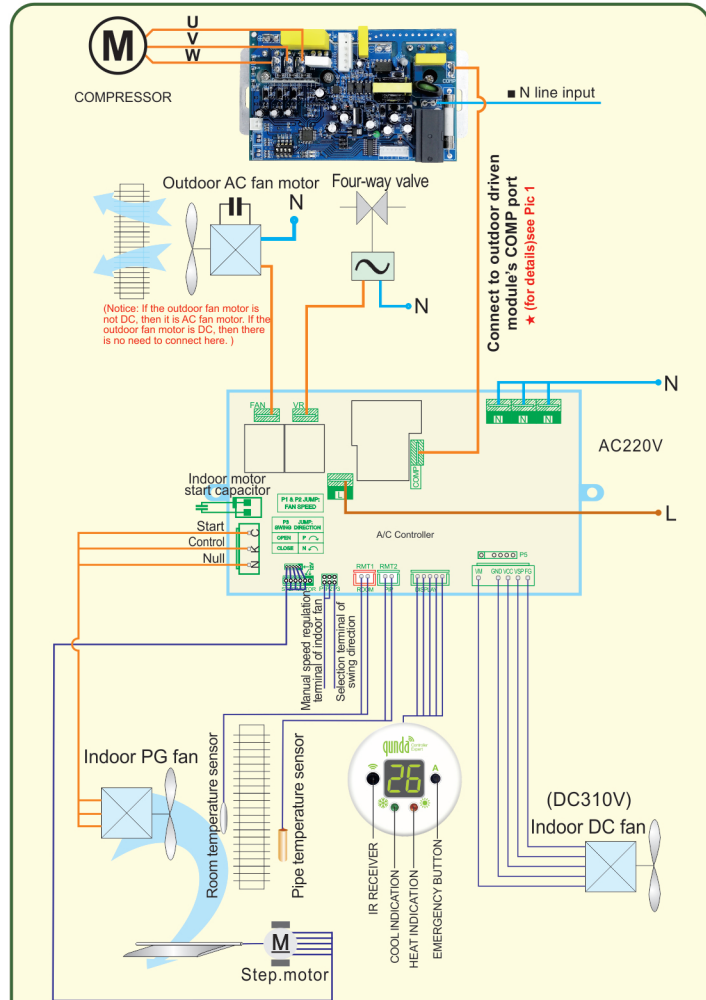 U
V
W
M
COMPRESSOR
COMP
■ N line input
Outdoor AC fan motor
N
Four-way valve
N
(Notice: If the outdoor fan motor is
not DC, then it is AC fan motor. If the
outdoor fan motor is DC, then there
is no need to connect here. )
Connect to outdoor driven
module's COMP port
★ (for details)see Pic 1
N
N N N
AC220V
FAN
VR
COMP
L
L
A/C Controller
Indoor motor
start capacitor
P1 & P2 JUMP:
FAN SPEED
P3 JUMP:
SWING DIRECTION
OPEN P
CLOSE N
Start
Control
Null
C
K
N
RMT1
RMT2
ROOM
PIP
DISPLAY
P5
VM GND VCC VSP FG
Manual speed regulation
terminal of indoor fan
Selection terminal of
swing direction
Indoor PG fan
Room temperature sensor
Pipe temperature sensor
qunda
Controller
Expert
26
A
IR RECEIVER
COOL INDICATION
HEAT INDICATION
EMERGENCY BUTTON
(DC310V)
Indoor DC fan
M
Step.motor